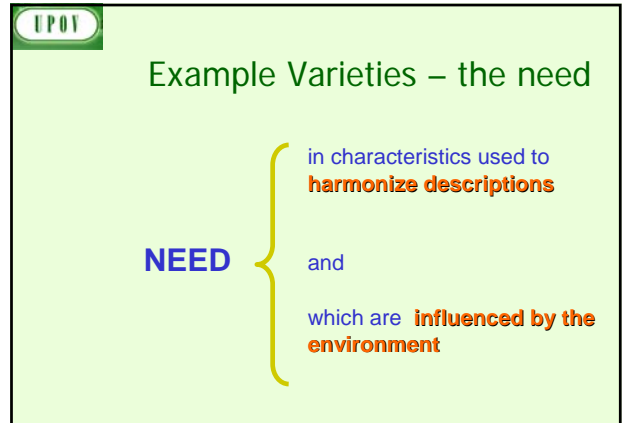 UPOV
Example Varieties – the need
in characteristics used to
harmonize descriptions
NEED
and
which are influenced by the
environment